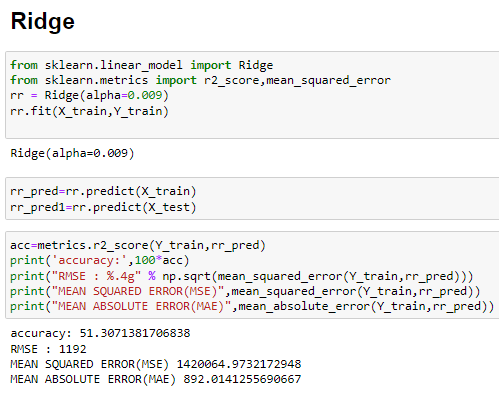 Ridge
from sklearn.linear_model import Ridge
from sklearn.metrics import r2_score,mean_squared_error
rr = Ridge(alpha=0.009)
rr.fit(X_train,Y_train)
Ridge(alpha=0.009)
rr_pred=rr.predict(X_train)
rr_pred1=rr.predict(X_test)
acc=metrics.r2_score(Y_train,rr_pred)
print('accuracy:',100*acc)
print("RMSE : %.4g" % np.sqrt(mean_squared_error(Y_train,rr_pred)))
print("MEAN SQUARED ERROR(MSE)",mean_squared_error(Y_train,rr_pred))
print("MEAN ABSOLUTE ERROR(MAE)",mean_absolute_error(Y_train,rr_pred))
accuracy: 51.3071381706838
RMSE : 1192
MEAN SQUARED ERROR(MSE) 1420064.9732172948
MEAN ABSOLUTE ERROR(MAE) 892.0141255690667